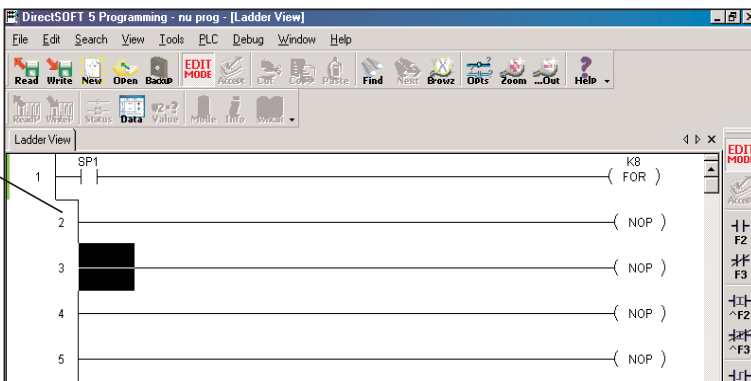 DirectSOFT 5 Programming - nu prog - [Ladder View]
File Edit Search View Tools PLC Debug Window Help
Read Write New Open Backup EDIT MODE Accept Cut Copy Paste Find Next Browz Opts Zoom ...Out Help
ReadP WriteP Status Data Value Mode Info Syntax
Ladder View
EDIT
MODE
SP1 K8
1 ( FOR )
Accept
2 ( NOP )
F2
3 ( NOP )
F3
^F2
4 ( NOP )
^F3
5 ( NOP )